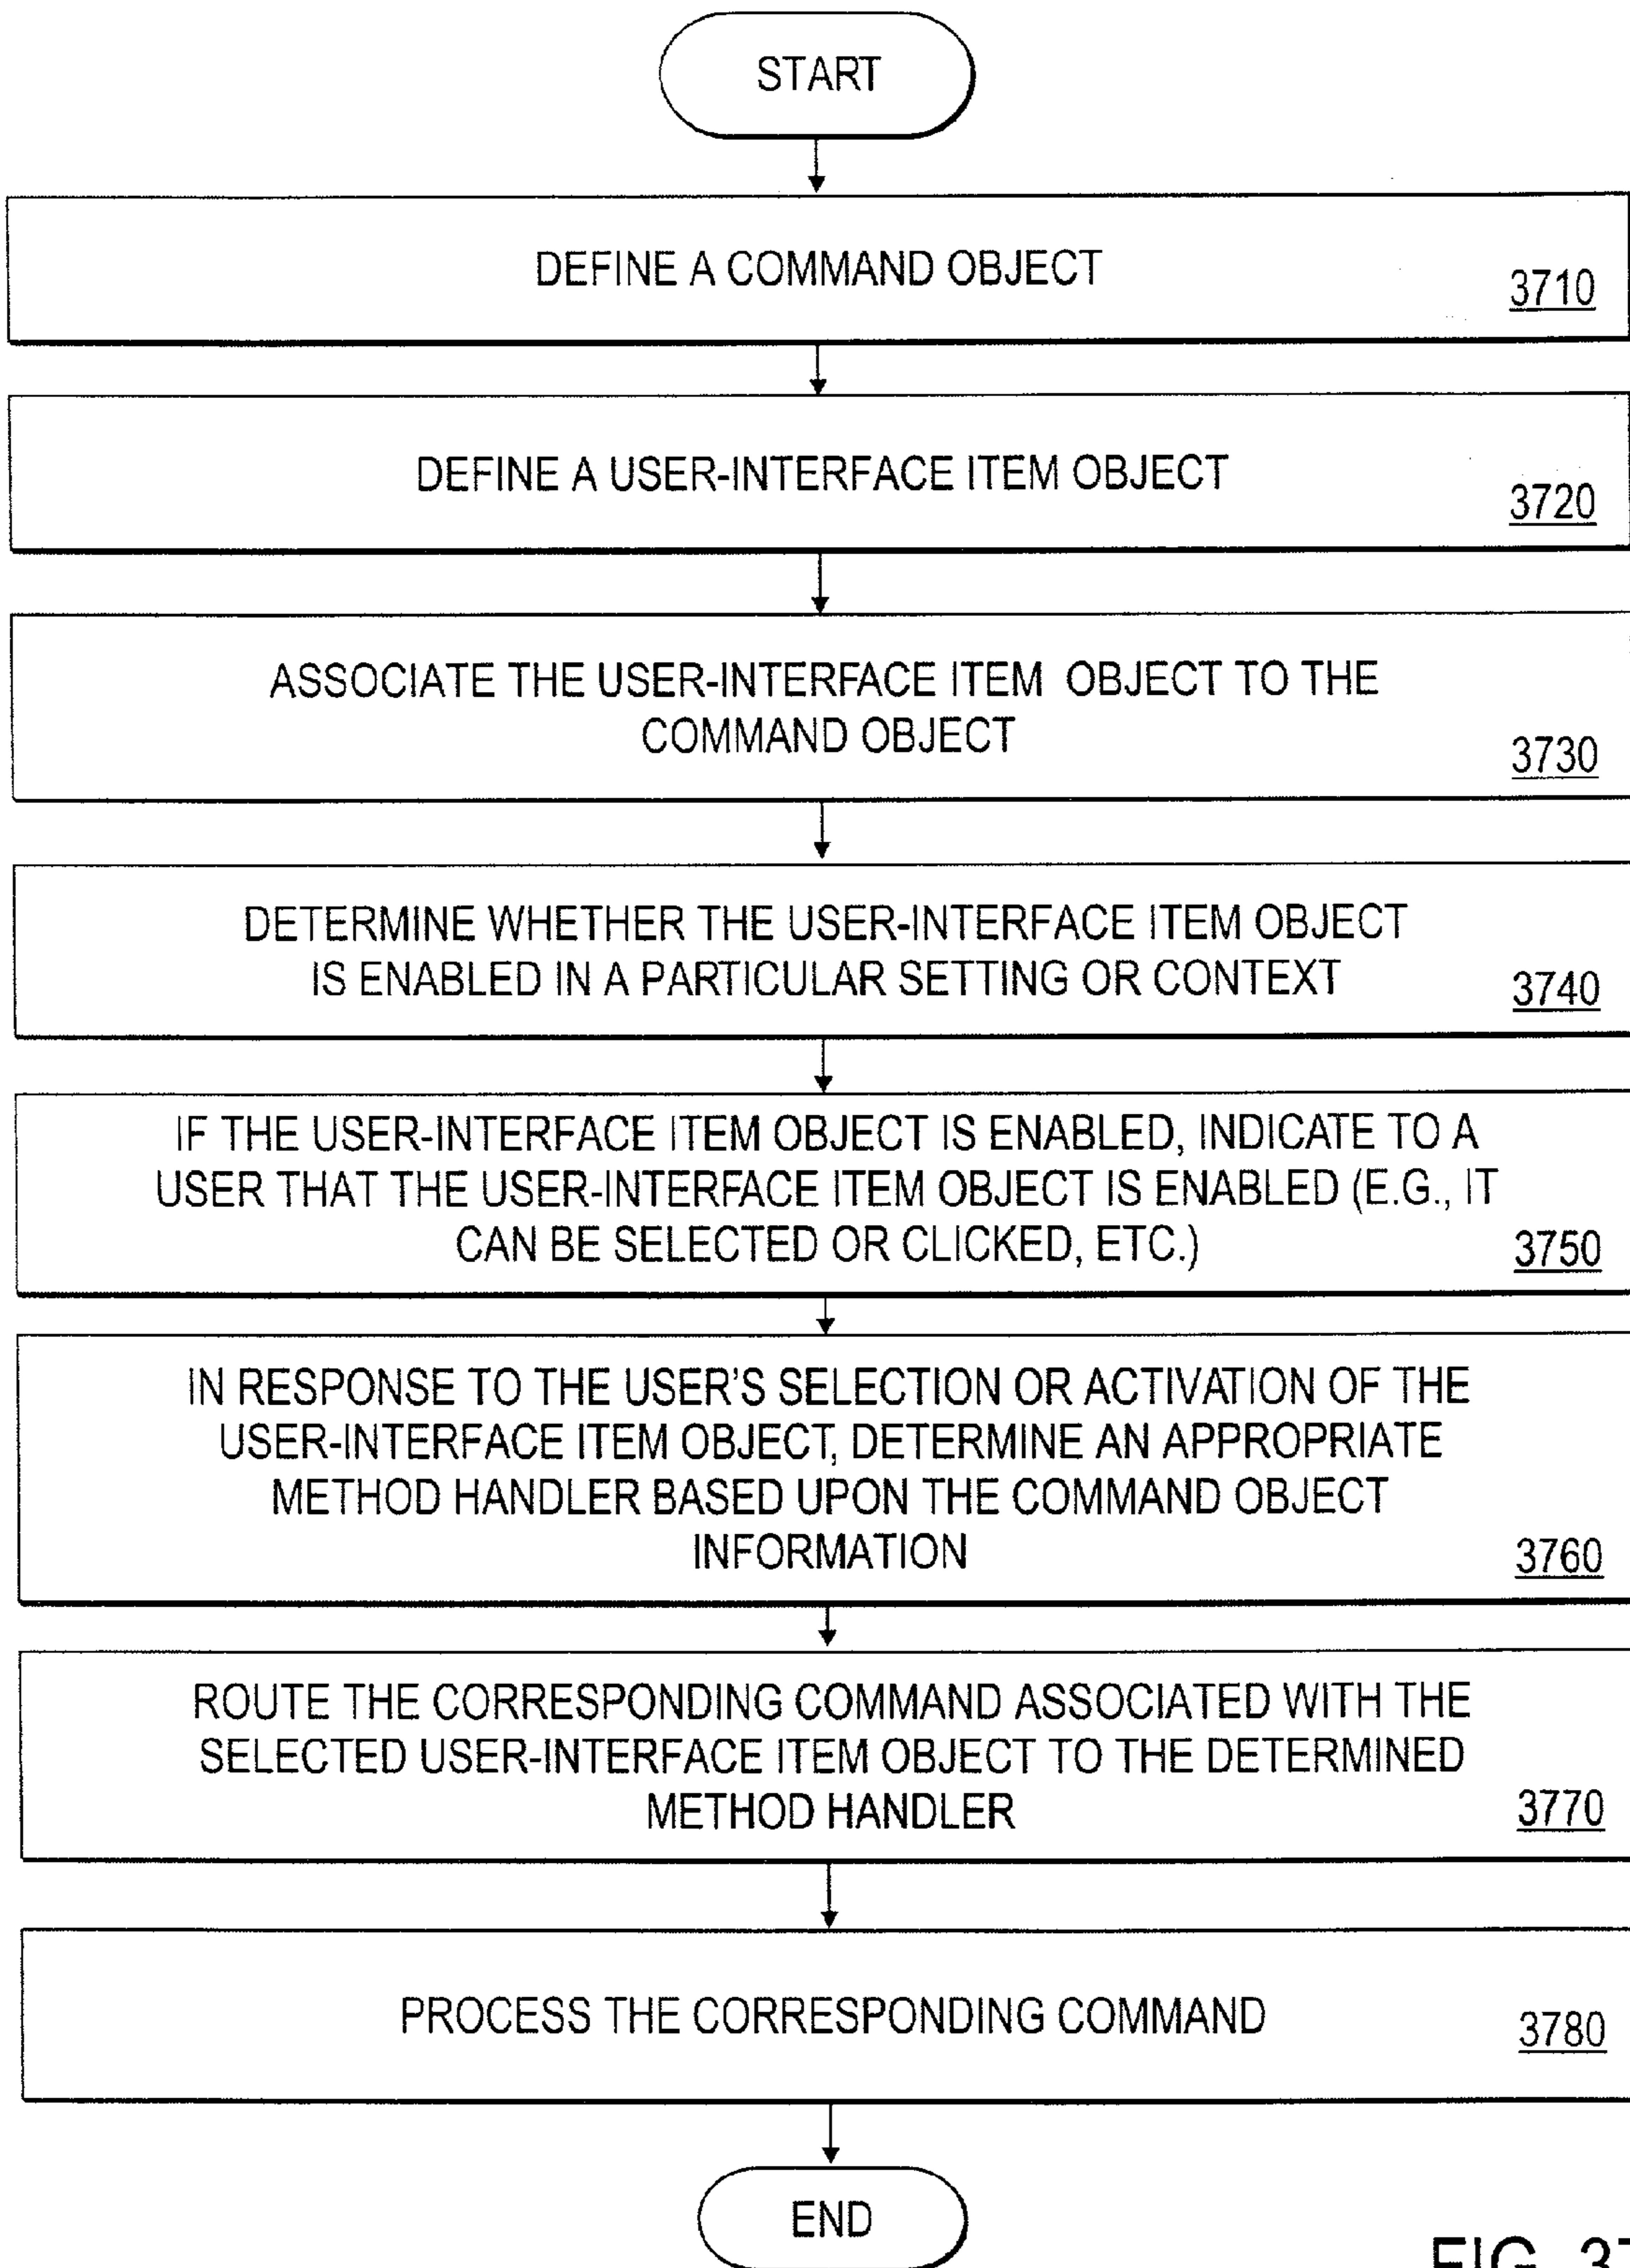 START
DEFINE A COMMAND OBJECT
3710
DEFINE A USER-INTERFACE ITEM OBJECT
3720
ASSOCIATE THE USER-INTERFACE ITEM OBJECT TO THE
COMMAND OBJECT
3730
DETERMINE WHETHER THE USER-INTERFACE ITEM OBJECT
IS ENABLED IN A PARTICULAR SETTING OR CONTEXT
3740
IF THE USER-INTERFACE ITEM OBJECT IS ENABLED, INDICATE TO A
USER THAT THE USER-INTERFACE ITEM OBJECT IS ENABLED (E.G., IT
CAN BE SELECTED OR CLICKED, ETC.)
3750
IN RESPONSE TO THE USER'S SELECTION OR ACTIVATION OF THE
USER-INTERFACE ITEM OBJECT, DETERMINE AN APPROPRIATE
METHOD HANDLER BASED UPON THE COMMAND OBJECT
INFORMATION
3760
ROUTE THE CORRESPONDING COMMAND ASSOCIATED WITH THE
SELECTED USER-INTERFACE ITEM OBJECT TO THE DETERMINED
METHOD HANDLER
3770
PROCESS THE CORRESPONDING COMMAND
3780
END
FIG. 37